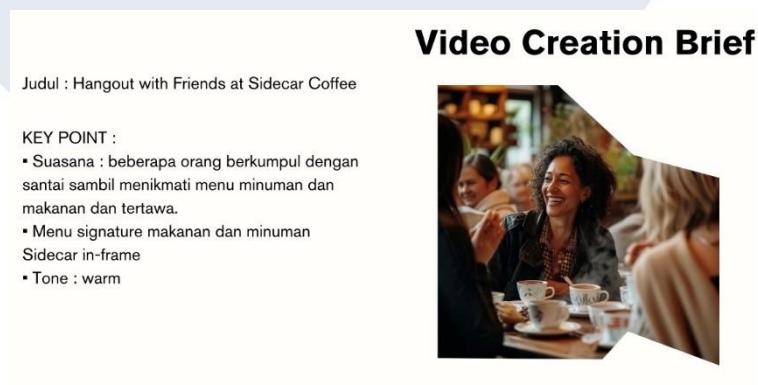 Video Creation Brief
Judul : Hangout with Friends at Sidecar Coffee
KEY POINT :
▪ Suasana : beberapa orang berkumpul dengan
santai sambil menikmati menu minuman dan
makanan dan tertawa.
▪ Menu signature makanan dan minuman
Sidecar in-frame
▪ Tone : warm